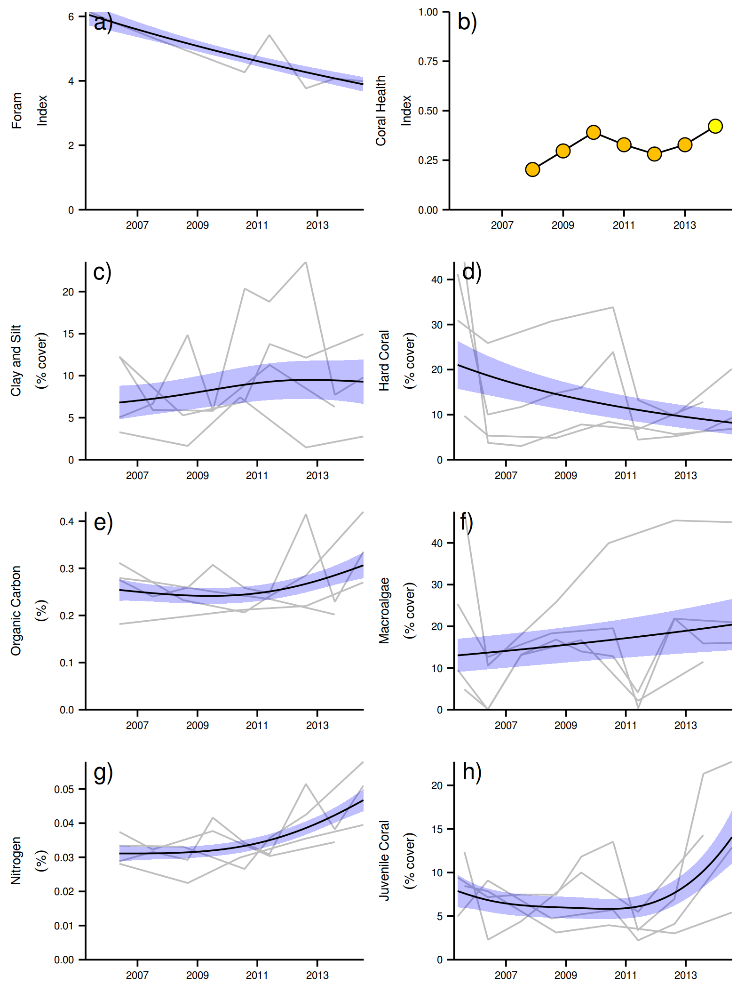 a)
Foram
Index
6
4
2
0
2007 2009 2011 2013
b)
Coral Health
Index
1.00
0.75
0.50
0.25
0.00
2007 2009 2011 2013
c)
Clay and Silt
(% cover)
20
15
10
5
0
2007 2009 2011 2013
d)
Hard Coral
(% cover)
40
30
20
10
0
2007 2009 2011 2013
e)
Organic Carbon
(%)
0.4
0.3
0.2
0.1
0.0
2007 2009 2011 2013
f)
Macroalgae
(% cover)
40
30
20
10
0
2007 2009 2011 2013
g)
Nitrogen
(%)
0.05
0.04
0.03
0.02
0.01
0.00
2007 2009 2011 2013
h)
Juvenile Coral
(% cover)
20
15
10
5
0
2007 2009 2011 2013